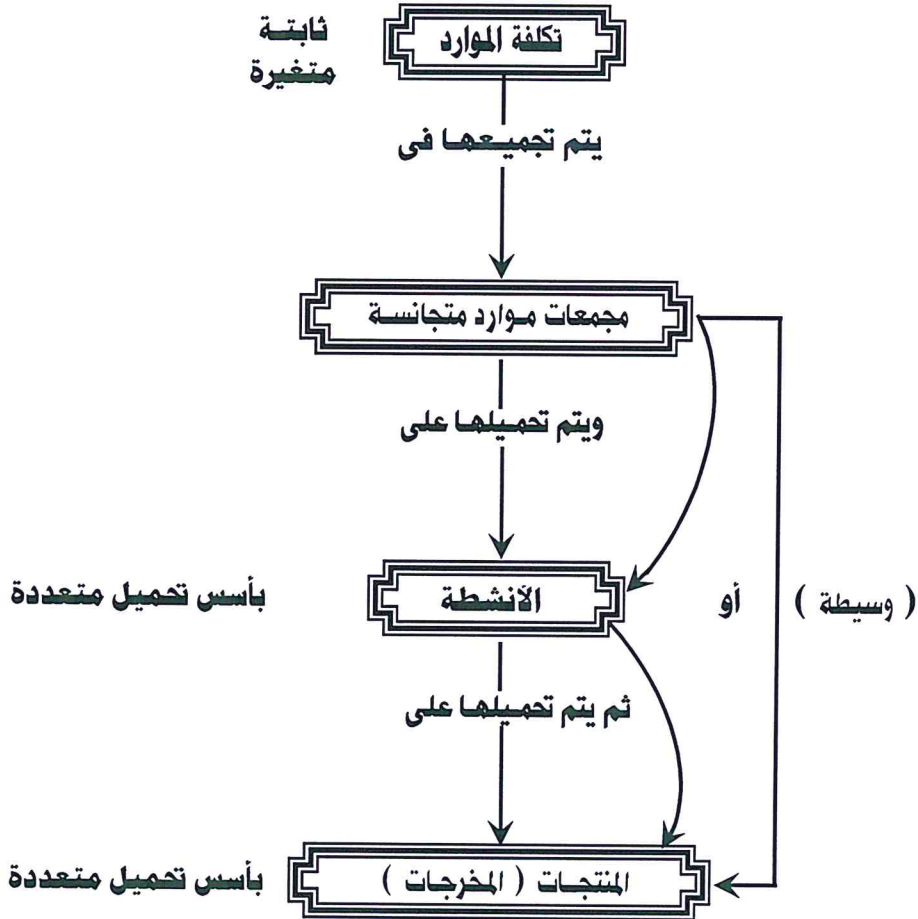 تكلفة الموارد
ثابتة
متغيرة
يتم تجميعها فى
مجمعات موارد متجانسة
ويتم تحميلها على
الأنشطة
بأسس تحميل متعددة
أو
( وسيطة )
ثم يتم تحميلها على
المنتجات ( المخرجات )
بأسس تحميل متعددة